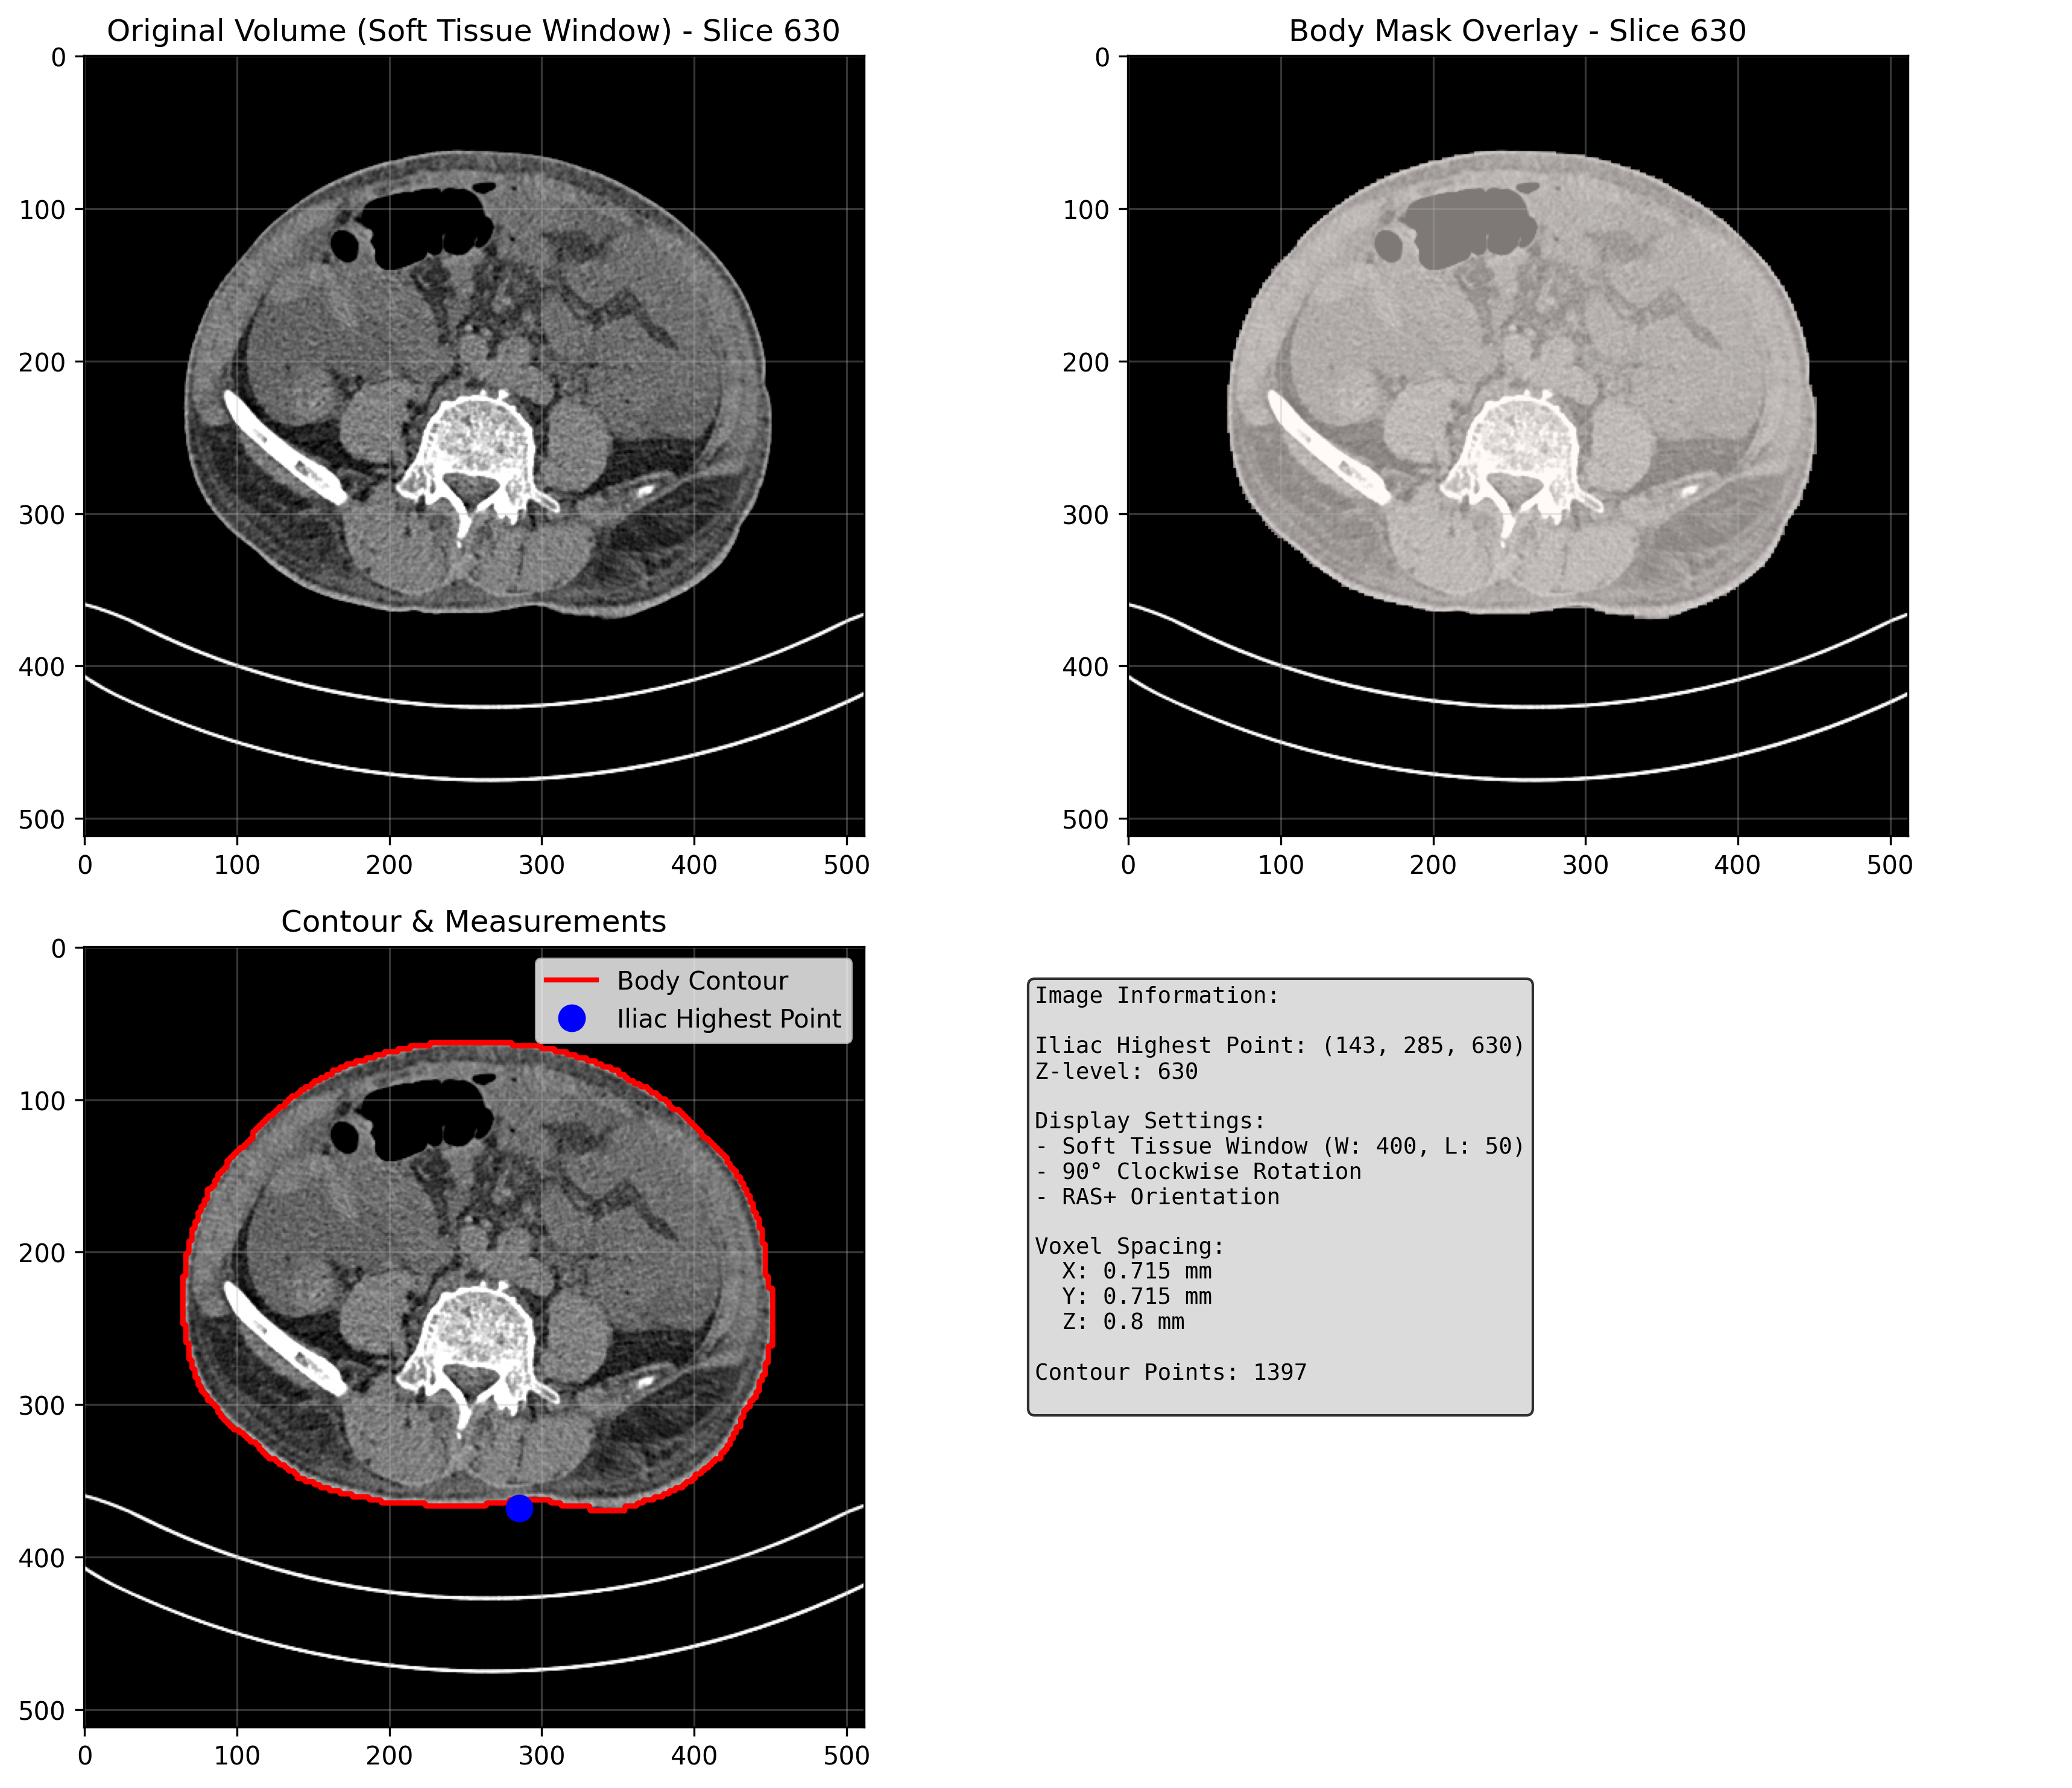 Original Volume (Soft Tissue Window) - Slice 630
0
100
200
300
400
500
0 100 200 300 400 500
Body Mask Overlay - Slice 630
0
100
200
300
400
500
0 100 200 300 400 500
Contour & Measurements
0
100
200
300
400
500
0 100 200 300 400 500
Body Contour
Iliac Highest Point
Image Information:
Iliac Highest Point: (143, 285, 630)
Z-level: 630
Display Settings:
- Soft Tissue Window (W: 400, L: 50)
- 90° Clockwise Rotation
- RAS+ Orientation
Voxel Spacing:
X: 0.715 mm
Y: 0.715 mm
Z: 0.8 mm
Contour Points: 1397